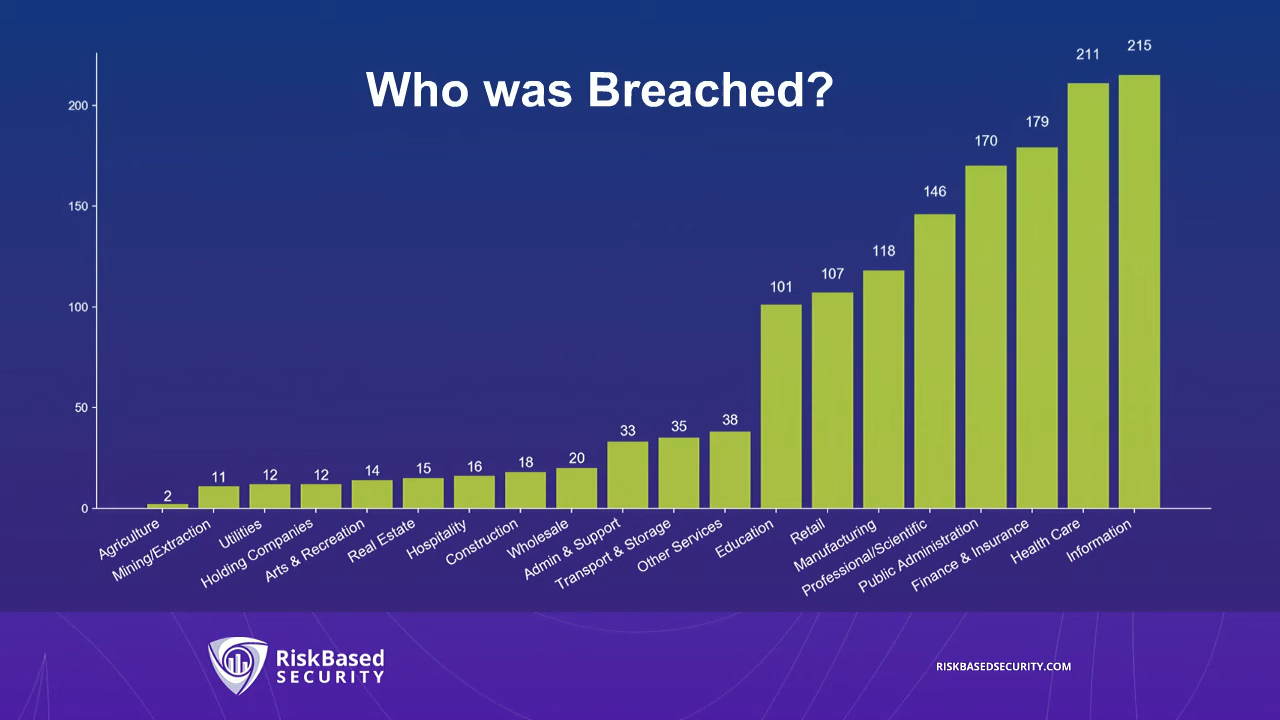 Who was Breached?
200
150
100
50
0
2
11
12
12
14
15
16
18
20
33
35
38
101
107
118
146
170
179
211
215
Agriculture
Mining/Extraction
Utilities
Holding Companies
Arts & Recreation
Real Estate
Hospitality
Construction
Wholesale
Admin & Support
Transport & Storage
Other Services
Education
Retail
Manufacturing
Professional/Scientific
Public Administration
Finance & Insurance
Health Care
Information
RiskBased
SECURITY
RISKBASEDSECURITY.COM